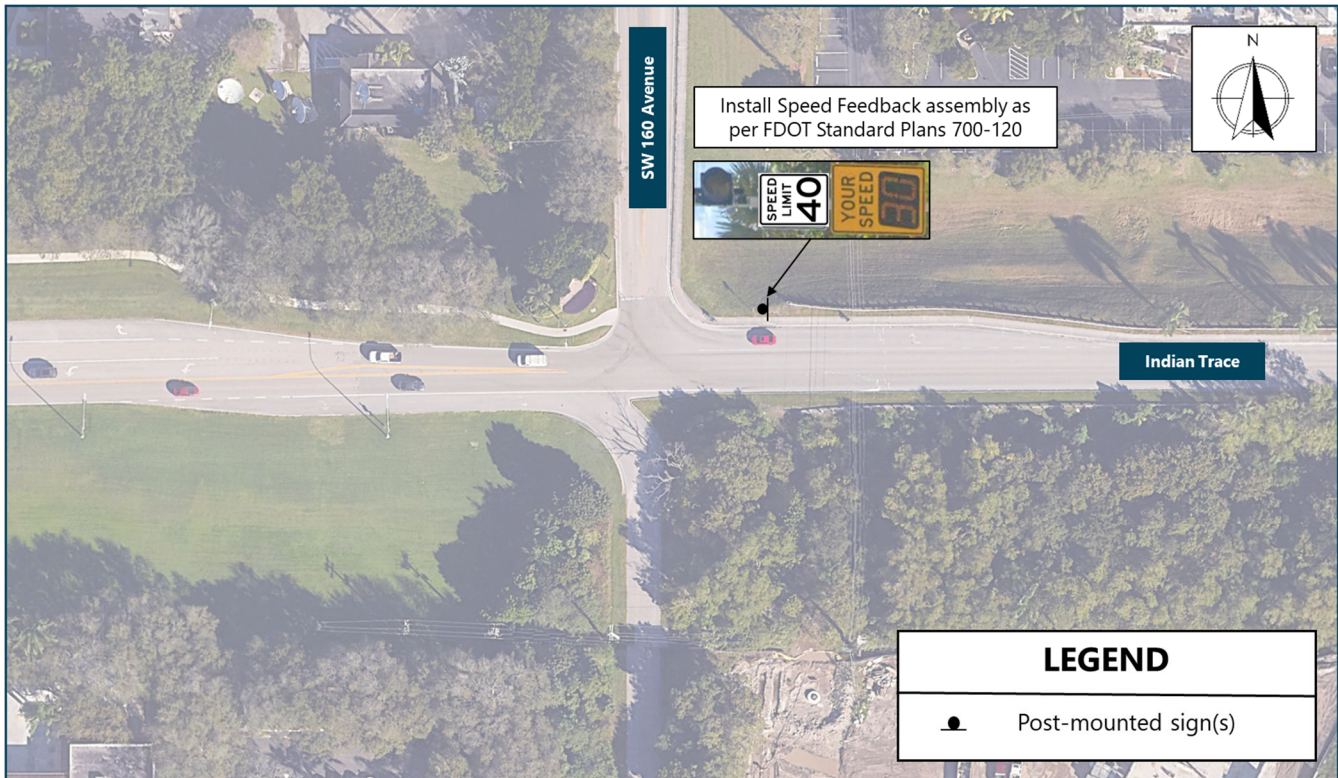 SW 160 Avenue
Install Speed Feedback assembly as
per FDOT Standard Plans 700-120
N
SPEED
LIMIT
40
YOUR
SPEED
30
Indian Trace
LEGEND
Post-mounted sign(s)